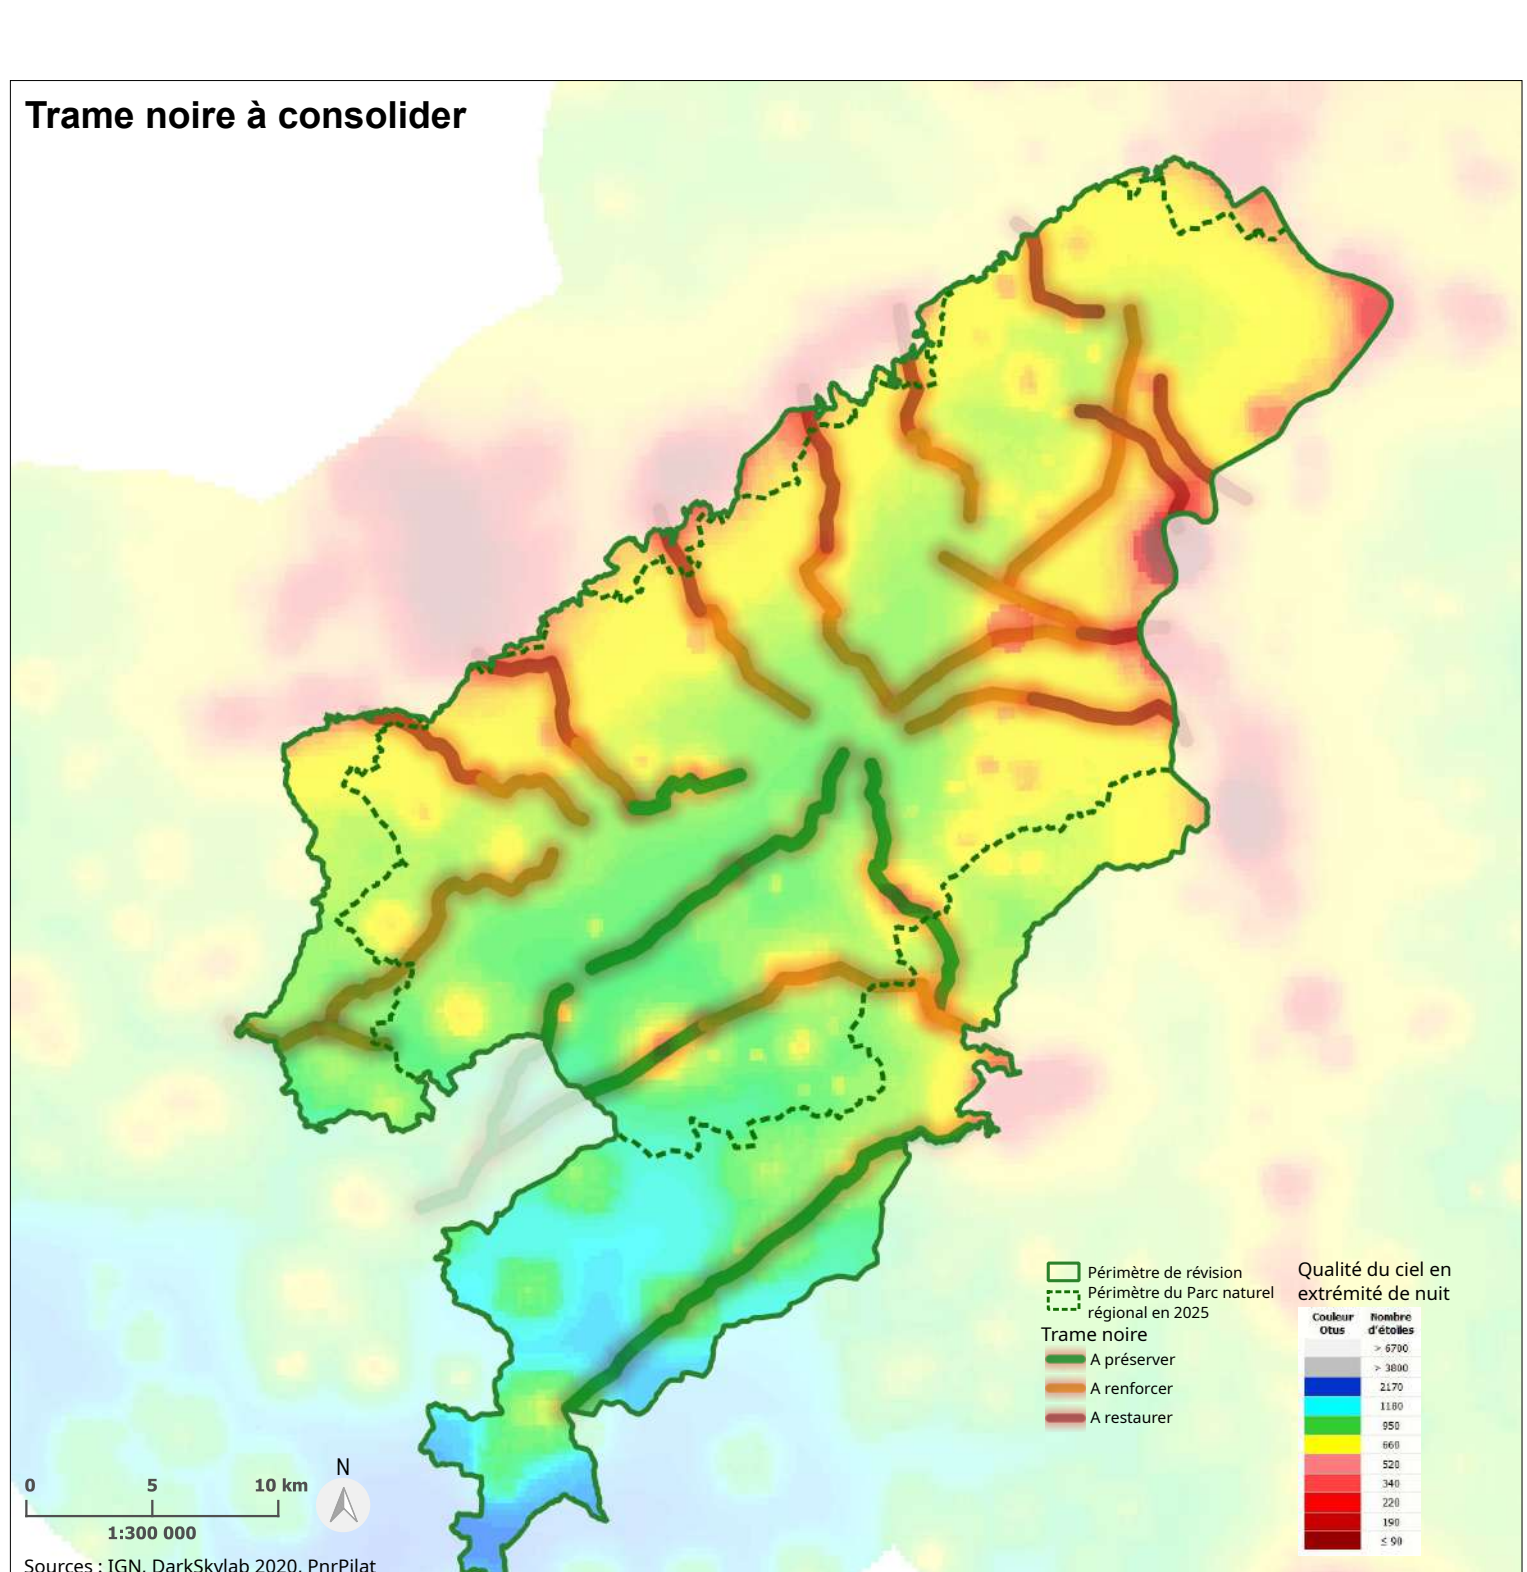 Trame noire à consolider
Périmètre de révision
Périmètre du Parc naturel
régional en 2025
Trame noire
A préserver
A renforcer
A restaurer
Qualité du ciel en
extrémité de nuit
Couleur Otus Nombre d'étoiles
> 6700
> 3800
2170
1180
950
660
520
340
220
190
≤ 90
0 5 10 km
1:300 000
N
Sources : IGN, DarkSkylab 2020, PnrPilat